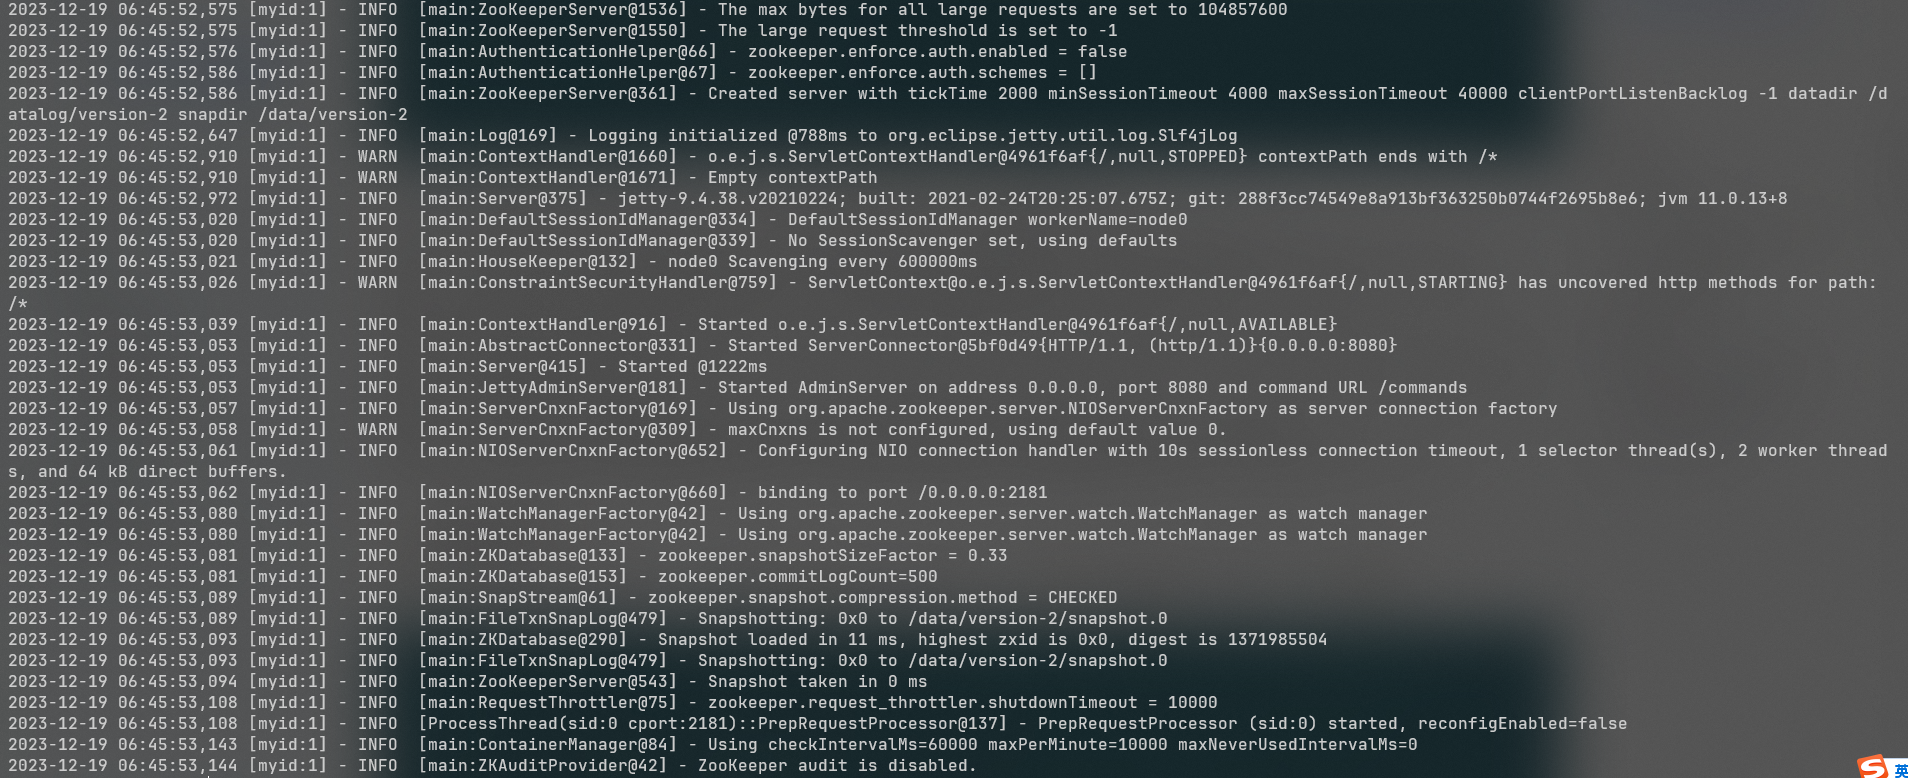 2023-12-19 06:45:52,575 [myid:1] - INFO  [main:ZooKeeperServer@1536] - The max bytes for all large requests are set to 104857600
2023-12-19 06:45:52,575 [myid:1] - INFO  [main:ZooKeeperServer@1550] - The large request threshold is set to -1
2023-12-19 06:45:52,576 [myid:1] - INFO  [main:AuthenticationHelper@66] - zookeeper.enforce.auth.enabled = false
2023-12-19 06:45:52,586 [myid:1] - INFO  [main:AuthenticationHelper@67] - zookeeper.enforce.auth.schemes = []
2023-12-19 06:45:52,586 [myid:1] - INFO  [main:ZooKeeperServer@361] - Created server with tickTime 2000 minSessionTimeout 4000 maxSessionTimeout 40000 clientPortListenBacklog -1 datadir /d
atalog/version-2 snapdir /data/version-2
2023-12-19 06:45:52,647 [myid:1] - INFO  [main:Log@169] - Logging initialized @788ms to org.eclipse.jetty.util.log.Slf4jLog
2023-12-19 06:45:52,910 [myid:1] - WARN  [main:ContextHandler@1660] - o.e.j.s.ServletContextHandler@4961f6af{/,null,STOPPED} contextPath ends with /*
2023-12-19 06:45:52,910 [myid:1] - WARN  [main:ContextHandler@1671] - Empty contextPath
2023-12-19 06:45:52,972 [myid:1] - INFO  [main:Server@375] - jetty-9.4.38.v20210224; built: 2021-02-24T20:25:07.675Z; git: 288f3cc74549e8a913bf363250b0744f2695b8e6; jvm 11.0.13+8
2023-12-19 06:45:53,020 [myid:1] - INFO  [main:DefaultSessionIdManager@334] - DefaultSessionIdManager workerName=node0
2023-12-19 06:45:53,020 [myid:1] - INFO  [main:DefaultSessionIdManager@339] - No SessionScavenger set, using defaults
2023-12-19 06:45:53,021 [myid:1] - INFO  [main:HouseKeeper@132] - node0 Scavenging every 600000ms
2023-12-19 06:45:53,026 [myid:1] - WARN  [main:ConstraintSecurityHandler@759] - ServletContext@o.e.j.s.ServletContextHandler@4961f6af{/,null,STARTING} has uncovered http methods for path:
/*
2023-12-19 06:45:53,039 [myid:1] - INFO  [main:ContextHandler@916] - Started o.e.j.s.ServletContextHandler@4961f6af{/,null,AVAILABLE}
2023-12-19 06:45:53,053 [myid:1] - INFO  [main:AbstractConnector@331] - Started ServerConnector@5bf0d49{HTTP/1.1, (http/1.1)}{0.0.0.0:8080}
2023-12-19 06:45:53,053 [myid:1] - INFO  [main:Server@415] - Started @1222ms
2023-12-19 06:45:53,053 [myid:1] - INFO  [main:JettyAdminServer@181] - Started AdminServer on address 0.0.0.0, port 8080 and command URL /commands
2023-12-19 06:45:53,057 [myid:1] - INFO  [main:ServerCnxnFactory@169] - Using org.apache.zookeeper.server.NIOServerCnxnFactory as server connection factory
2023-12-19 06:45:53,058 [myid:1] - WARN  [main:ServerCnxnFactory@309] - maxCnxns is not configured, using default value 0.
2023-12-19 06:45:53,061 [myid:1] - INFO  [main:NIOServerCnxnFactory@652] - Configuring NIO connection handler with 10s sessionless connection timeout, 1 selector thread(s), 2 worker thread
s, and 64 kB direct buffers.
2023-12-19 06:45:53,062 [myid:1] - INFO  [main:NIOServerCnxnFactory@660] - binding to port /0.0.0.0:2181
2023-12-19 06:45:53,080 [myid:1] - INFO  [main:WatchManagerFactory@42] - Using org.apache.zookeeper.server.watch.WatchManager as watch manager
2023-12-19 06:45:53,080 [myid:1] - INFO  [main:WatchManagerFactory@42] - Using org.apache.zookeeper.server.watch.WatchManager as watch manager
2023-12-19 06:45:53,081 [myid:1] - INFO  [main:ZKDatabase@133] - zookeeper.snapshotSizeFactor = 0.33
2023-12-19 06:45:53,081 [myid:1] - INFO  [main:ZKDatabase@153] - zookeeper.commitLogCount=500
2023-12-19 06:45:53,089 [myid:1] - INFO  [main:SnapStream@61] - zookeeper.snapshot.compression.method = CHECKED
2023-12-19 06:45:53,089 [myid:1] - INFO  [main:FileTxnSnapLog@479] - Snapshotting: 0x0 to /data/version-2/snapshot.0
2023-12-19 06:45:53,093 [myid:1] - INFO  [main:ZKDatabase@290] - Snapshot loaded in 11 ms, highest zxid is 0x0, digest is 1371985504
2023-12-19 06:45:53,093 [myid:1] - INFO  [main:FileTxnSnapLog@479] - Snapshotting: 0x0 to /data/version-2/snapshot.0
2023-12-19 06:45:53,094 [myid:1] - INFO  [main:ZooKeeperServer@543] - Snapshot taken in 0 ms
2023-12-19 06:45:53,108 [myid:1] - INFO  [main:RequestThrottler@75] - zookeeper.request_throttler.shutdownTimeout = 10000
2023-12-19 06:45:53,108 [myid:1] - INFO  [ProcessThread(sid:0 cport:2181)::PrepRequestProcessor@137] - PrepRequestProcessor (sid:0) started, reconfigEnabled=false
2023-12-19 06:45:53,143 [myid:1] - INFO  [main:ContainerManager@84] - Using checkIntervalMs=60000 maxPerMinute=10000 maxNeverUsedIntervalMs=0
2023-12-19 06:45:53,144 [myid:1] - INFO  [main:ZKAuditProvider@42] - ZooKeeper audit is disabled.
S 英